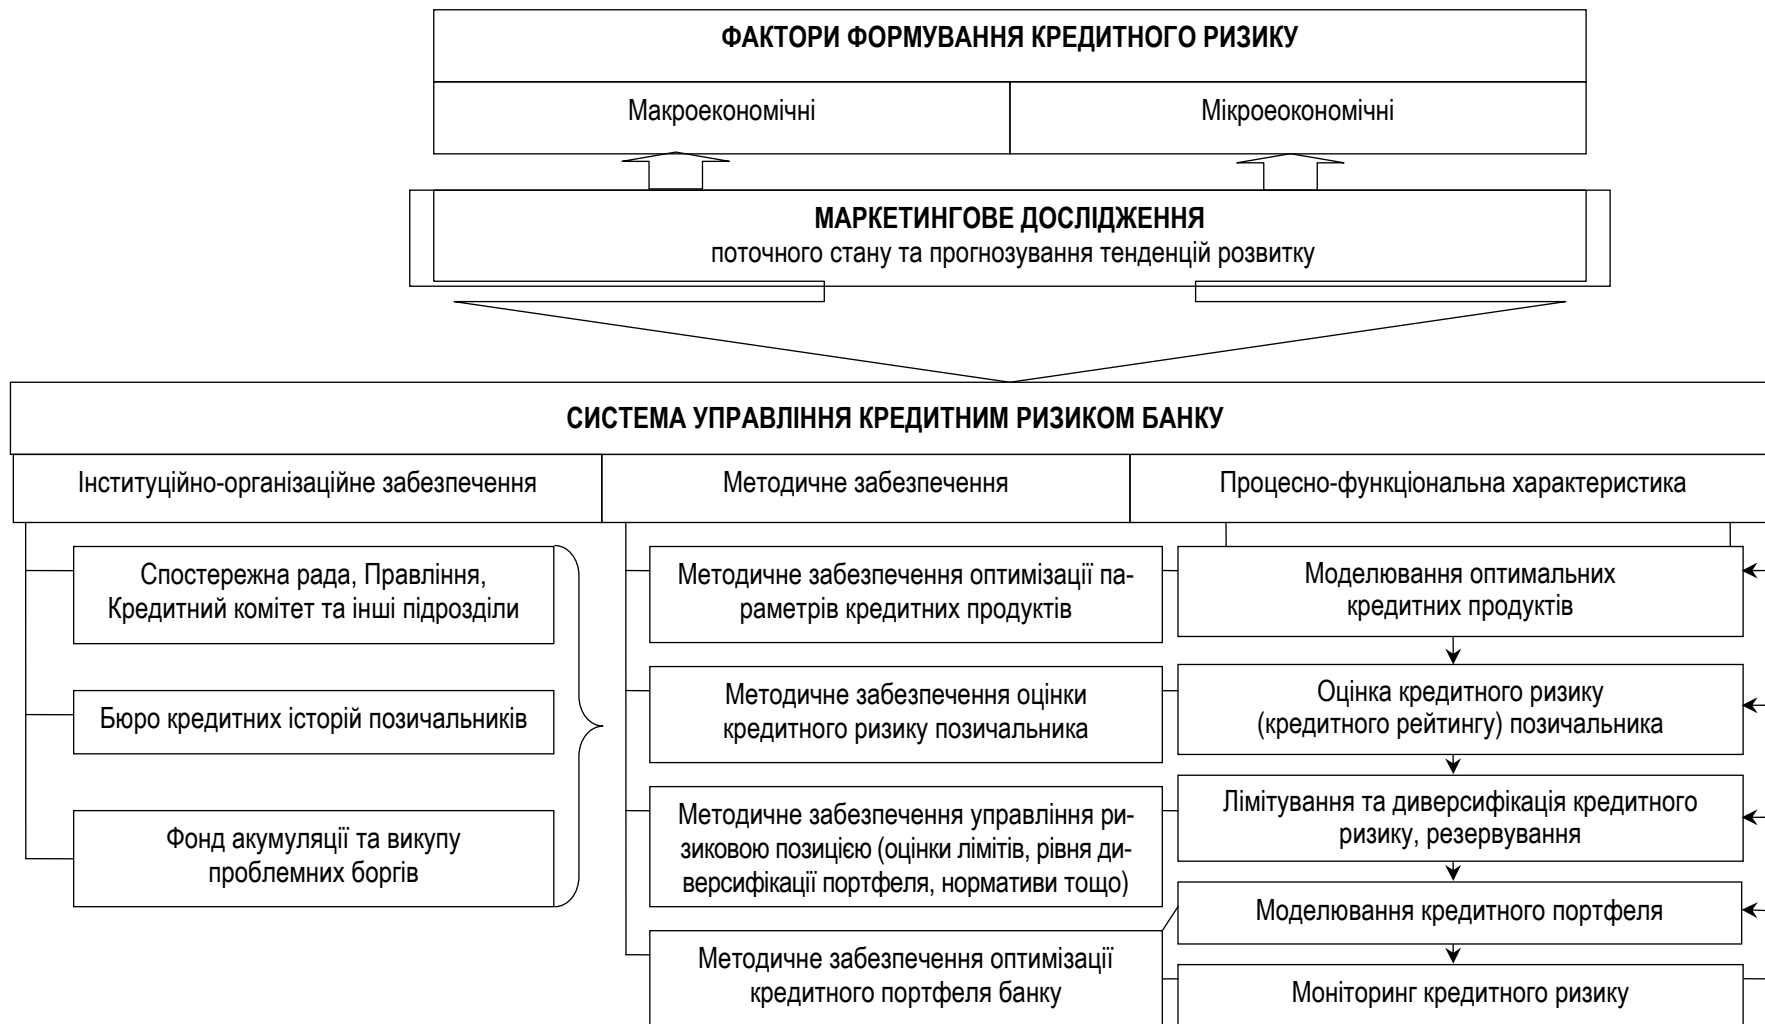 ФАКТОРИ ФОРМУВАННЯ КРЕДИТНОГО РИЗИКУ
Макроекономічні
Мікроеокономічні
МАРКЕТИНГОВЕ ДОСЛІДЖЕННЯ
поточного стану та прогнозування тенденцій розвитку
СИСТЕМА УПРАВЛІННЯ КРЕДИТНИМ РИЗИКОМ БАНКУ
Інституційно-організаційне забезпечення
Методичне забезпечення
Процесно-функціональна характеристика
Спостережна рада, Правління,
Кредитний комітет та інші підрозділи
Бюро кредитних історій позичальників
Фонд акумуляції та викупу
проблемних боргів
Методичне забезпечення оптимізації па-
раметрів кредитних продуктів
Методичне забезпечення оцінки
кредитного ризику позичальника
Методичне забезпечення управління ри-
зиковою позицією (оцінки лімітів, рівня ди-
версифікації портфеля, нормативи тощо)
Методичне забезпечення оптимізації
кредитного портфеля банку
Моделювання оптимальних
кредитних продуктів
Оцінка кредитного ризику
(кредитного рейтингу) позичальника
Лімітування та диверсифікація кредитного
ризику, резервування
Моделювання кредитного портфеля
Моніторинг кредитного ризику